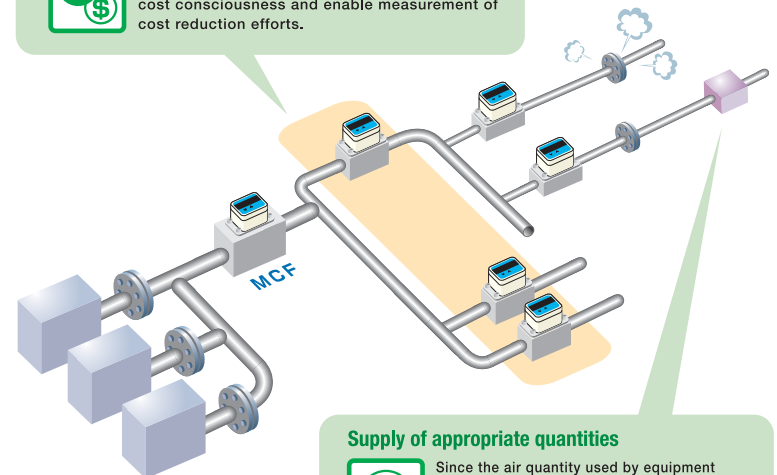 cost consciousness and enable measurement of
cost reduction efforts.
$
MCF
Supply of appropriate quantities
Since the air quantity used by equipment